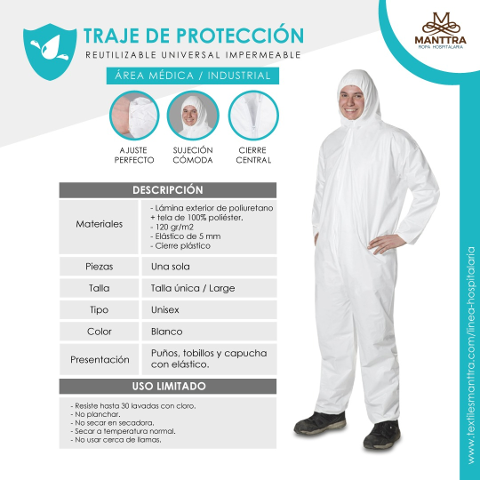 TRAJE DE PROTECCIÓN
REUTILIZABLE UNIVERSAL IMPERMEABLE
ÁREA MÉDICA / INDUSTRIAL
MANTTRA
ROPA HOSPITALARIA
AJUSTE
PERFECTO
SUJECIÓN
CÓMODA
CIERRE
CENTRAL
DESCRIPCIÓN
Materiales
- Lámina exterior de poliuretano
+ tela de 100% poliéster.
- 120 gr/m2
- Elástico de 5 mm
- Cierre plástico
Piezas
Una sola
Talla
Talla única / Large
Tipo
Unisex
Color
Blanco
Presentación
Puños, tobillos y capucha
con elástico.
USO LIMITADO
- Resiste hasta 30 lavadas con cloro.
- No planchar.
- No secar en secadora.
- Secar a temperatura normal.
- No usar cerca de llamas.
www.textilesmanttra.com/linea-hospitalaria